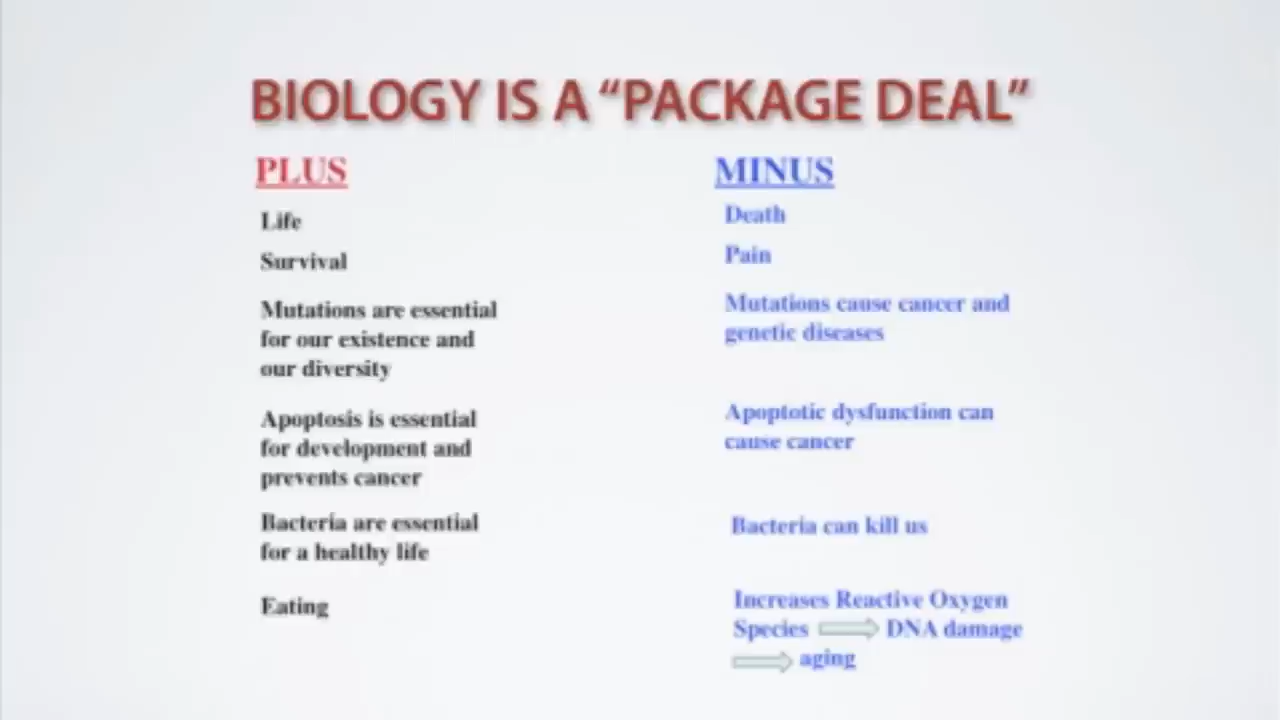 BIOLOGY IS A “PACKAGE DEAL”
PLUS
Life
Survival
Mutations are essential
for our existence and
our diversity
Apoptosis is essential
for development and
prevents cancer
Bacteria are essential
for a healthy life
Eating
MINUS
Death
Pain
Mutations cause cancer and
genetic diseases
Apoptotic dysfunction can
cause cancer
Bacteria can kill us
Increases Reactive Oxygen
Species DNA damage
aging